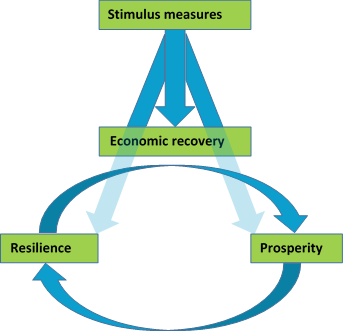 Stimulus measures
Economic recovery
Resilience
Prosperity